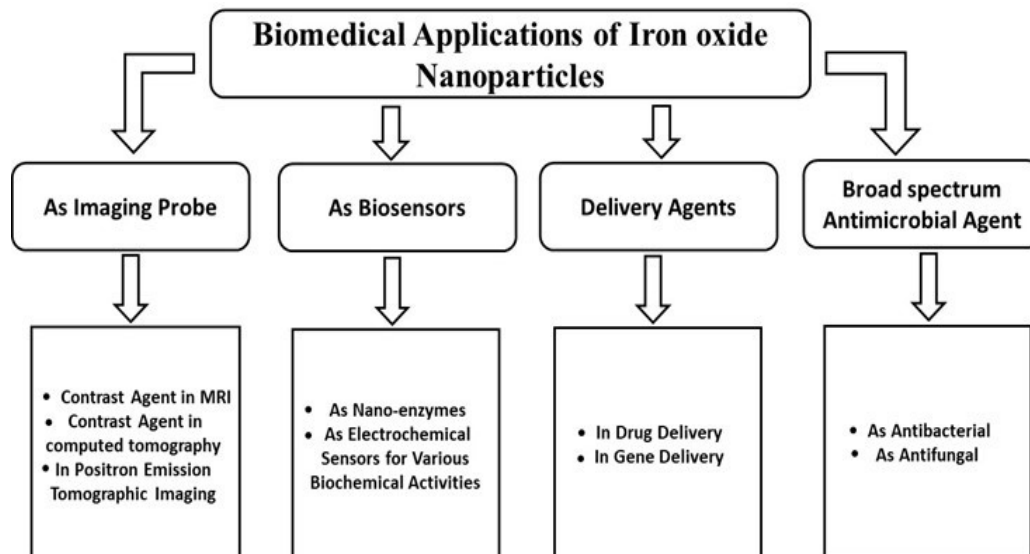 Biomedical Applications of Iron oxide
Nanoparticles
As Imaging Probe
As Biosensors
Delivery Agents
Broad spectrum
Antimicrobial Agent
• Contrast Agent in MRI
• Contrast Agent in
computed tomography
• In Positron Emission
Tomographic Imaging
• As Nano-enzymes
• As Electrochemical
Sensors for Various
Biochemical Activities
• In Drug Delivery
• In Gene Delivery
• As Antibacterial
• As Antifungal